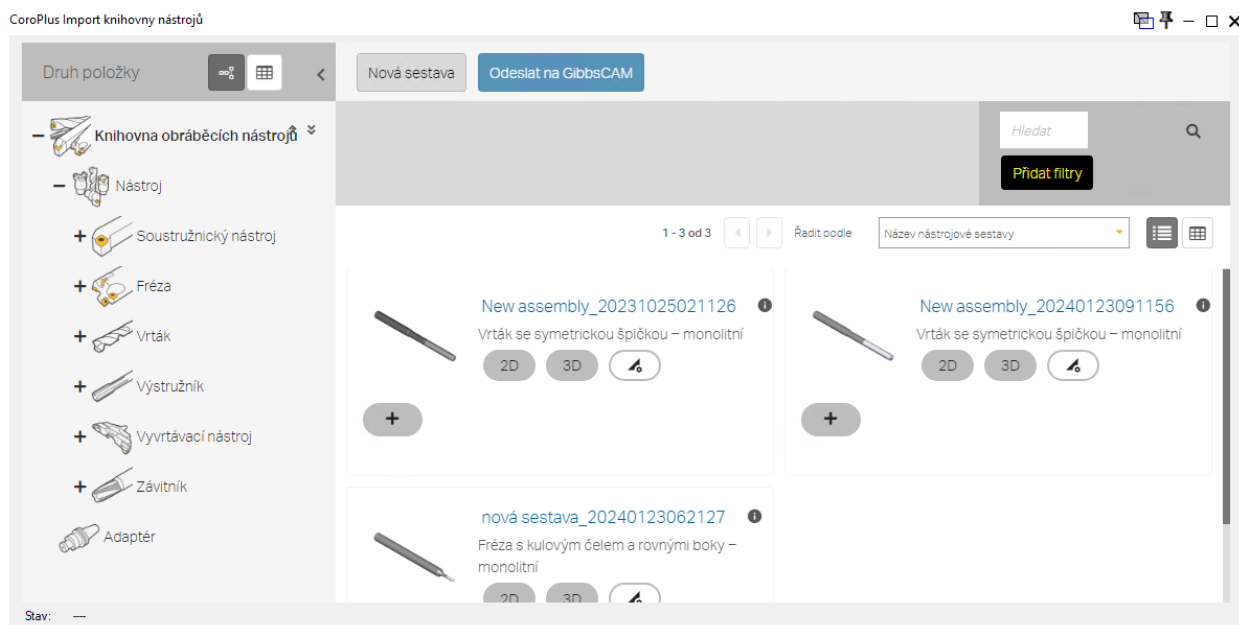 CoroPlus Import knihovny nástrojů
Druh položky
Nová sestava
Odeslat na GibbsCAM
Knihovna obráběcích nástrojů
Hledat
Přidat filtry
Nástroj
1 - 3 od 3
Řadit podle
Název nástrojové sestavy
Soustružnický nástroj
Fréza
Vrták
Výstružník
Vyvrtávací nástroj
Závitník
Adaptér
New assembly_20231025021126
Vrták se symetrickou špičkou – monolitní
2D 3D
New assembly_20240123091156
Vrták se symetrickou špičkou – monolitní
2D 3D
nová sestava_20240123062127
Fréza s kulovým čelem a rovnými boky –
monolitní
2D 3D
Stav: ---